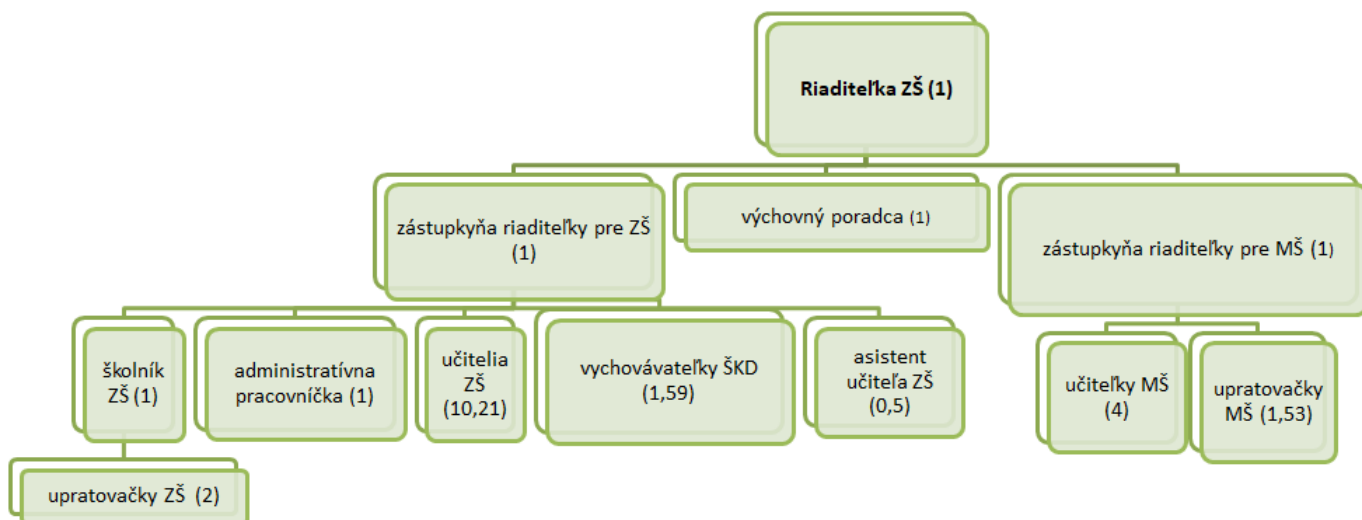 Riaditeľka ZŠ (1)
zástupkyňa riaditeľky pre ZŠ
(1)
výchovný poradca (1)
zástupkyňa riaditeľky pre MŠ (1)
školník
ZŠ (1)
administratívna
pracovníčka (1)
učitelia
ZŠ
(10,21)
vychovávateľky ŠKD
(1,59)
asistent
učiteľa ZŠ
(0,5)
učiteľky MŠ
(4)
upratovačky
MŠ (1,53)
upratovačky ZŠ (2)